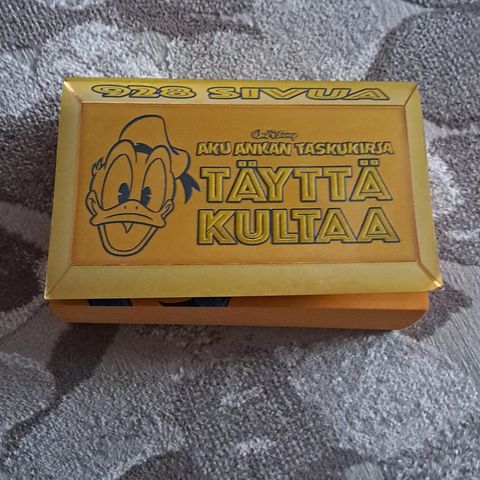 928 SIVUA
Walt Disney
AKU ANKAN TASKUKIRJA
TÄYTTÄ
KULTAA